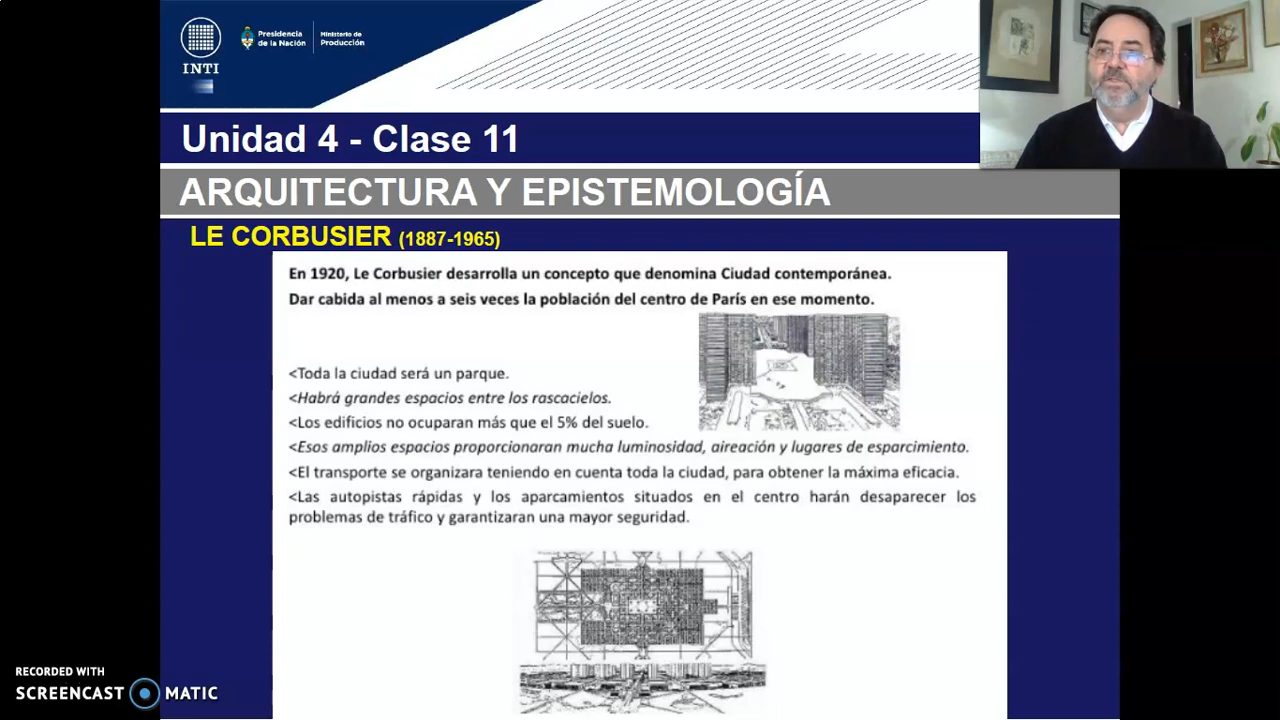 INTI
Presidencia
de la Nación
Ministerio de
Producción
Unidad 4 - Clase 11
ARQUITECTURA Y EPISTEMOLOGÍA
LE CORBUSIER (1887-1965)
En 1920, Le Corbusier desarrolla un concepto que denomina Ciudad contemporánea.
Dar cabida al menos a seis veces la población del centro de París en ese momento.
<Toda la ciudad será un parque.
<Habrá grandes espacios entre los rascacielos.
<Los edificios no ocuparan más que el 5% del suelo.
<Esos amplios espacios proporcionaran mucha luminosidad, aireación y lugares de esparcimiento.
<El transporte se organizara teniendo en cuenta toda la ciudad, para obtener la máxima eficacia.
<Las autopistas rápidas y los aparcamientos situados en el centro harán desaparecer los
problemas de tráfico y garantizaran una mayor seguridad.
RECORDED WITH
SCREENCAST MATIC